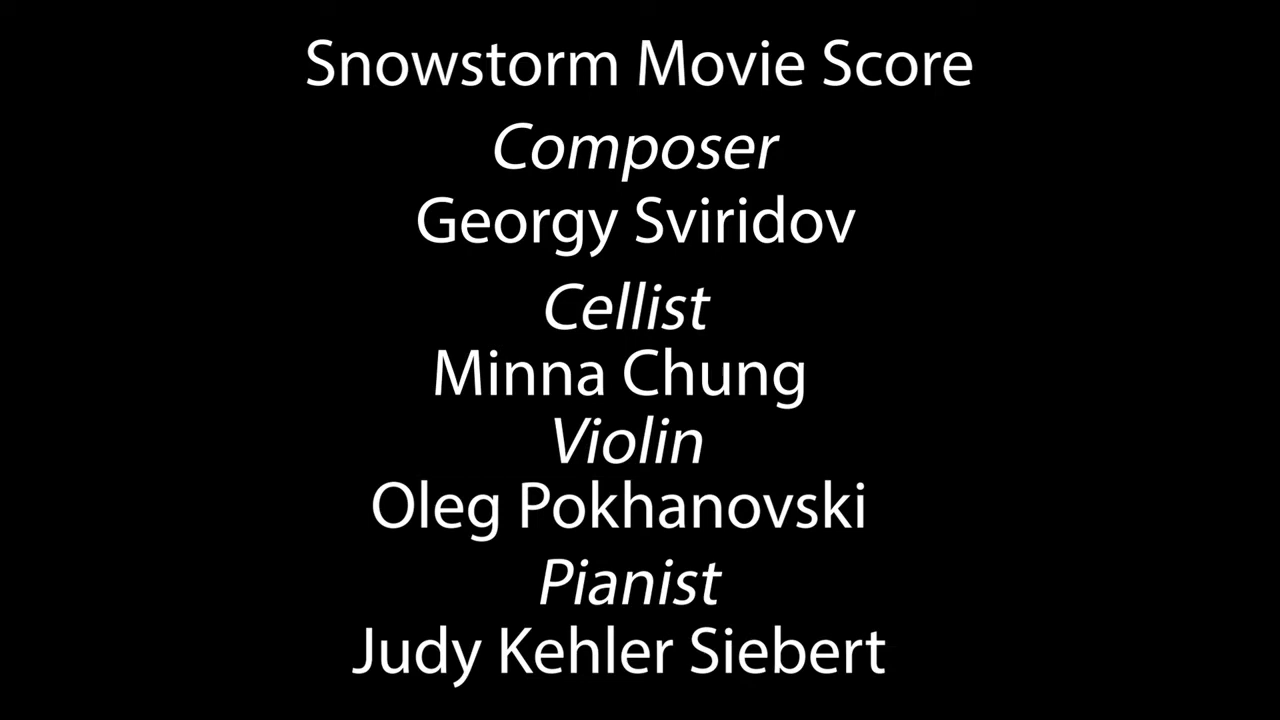 Snowstorm Movie Score
Composer
Georgy Sviridov
Cellist
Minna Chung
Violin
Oleg Pokhanovski
Pianist
Judy Kehler Siebert